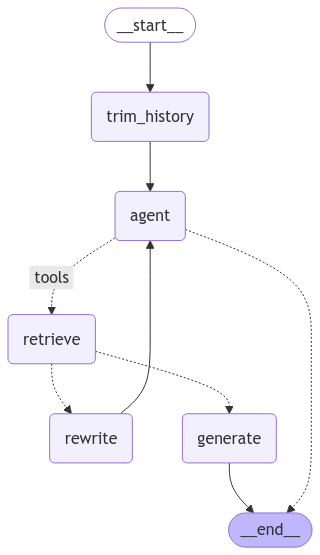 __start__
trim_history
agent
tools
retrieve
rewrite
generate
__end__